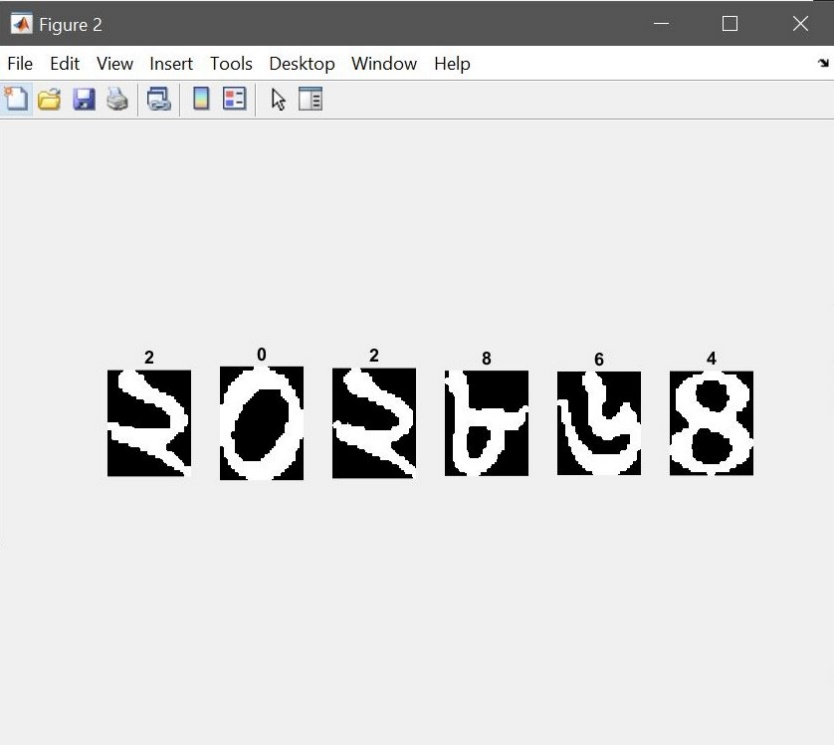 Figure 2
File Edit View Insert Tools Desktop Window Help
2 0 2 8 6 4
২ ০ ২ ৮ ৬ ৪